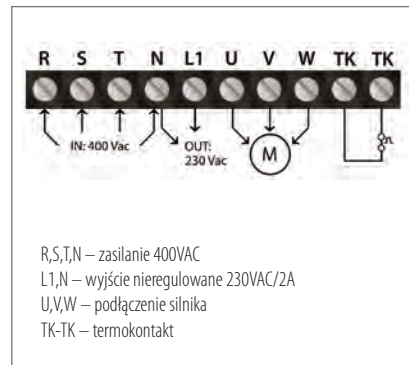 R S T N L1 U V W TK TK
IN: 400 Vac
OUT:
230 Vac
M
R,S,T,N – zasilanie 400VAC
L1,N – wyjście nieregulowane 230VAC/2A
U,V,W – podłączenie silnika
TK-TK – termokontakt